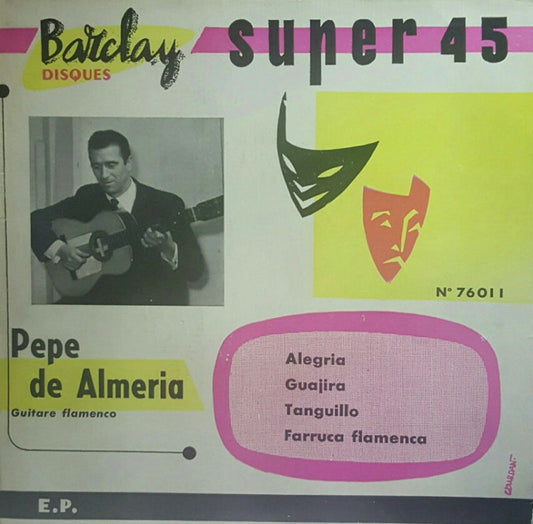 Barclay
DISQUES
super 45
N° 76011
Pepe
de Almeria
Guitare flamenco
Alegria
Guajira
Tanguillo
Farruca flamenca
E.P.